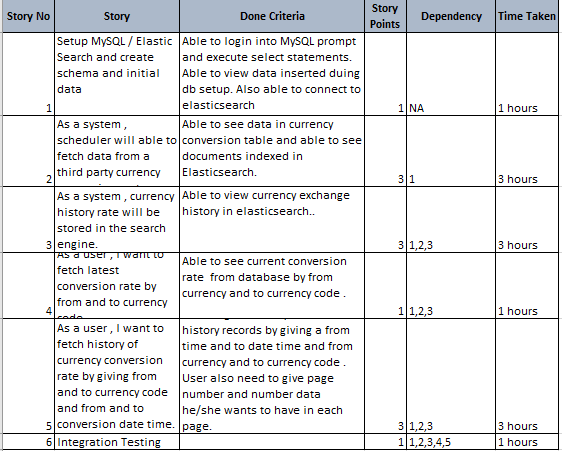 Story No Story Done Criteria Story Points Dependency Time Taken
Setup MySQL / Elastic
Search and create
schema and initial
data
Able to login into MySQL prompt
and execute select statements.
Able to view data inserted duing
db setup. Also able to connect to
elasticsearch
1 1 NA 1 hours
As a system ,
scheduler will able to
fetch data from a
third party currency
Able to see data in currency
conversion table and able to see
documents indexed in
Elasticsearch.
2 3 1 3 hours
As a system , currency
history rate will be
stored in the search
engine.
Able to view currency exchange
history in elasticsearch..
3 3 1,2,3 3 hours
As a user , I want to
fetch latest
conversion rate by
from and to currency
Able to see current conversion
rate from database by from
currency and to currency code .
4 1 1,2,3 1 hours
As a user , I want to
fetch history of
currency conversion
rate by giving from
and to currency code
and from and to
conversion date time.
history records by giving a from
time and to date time and from
currency and to currency code .
User also need to give page
number and number data
he/she wants to have in each
page.
5 3 1,2,3 3 hours
6 Integration Testing 1 1,2,3,4,5 1 hours